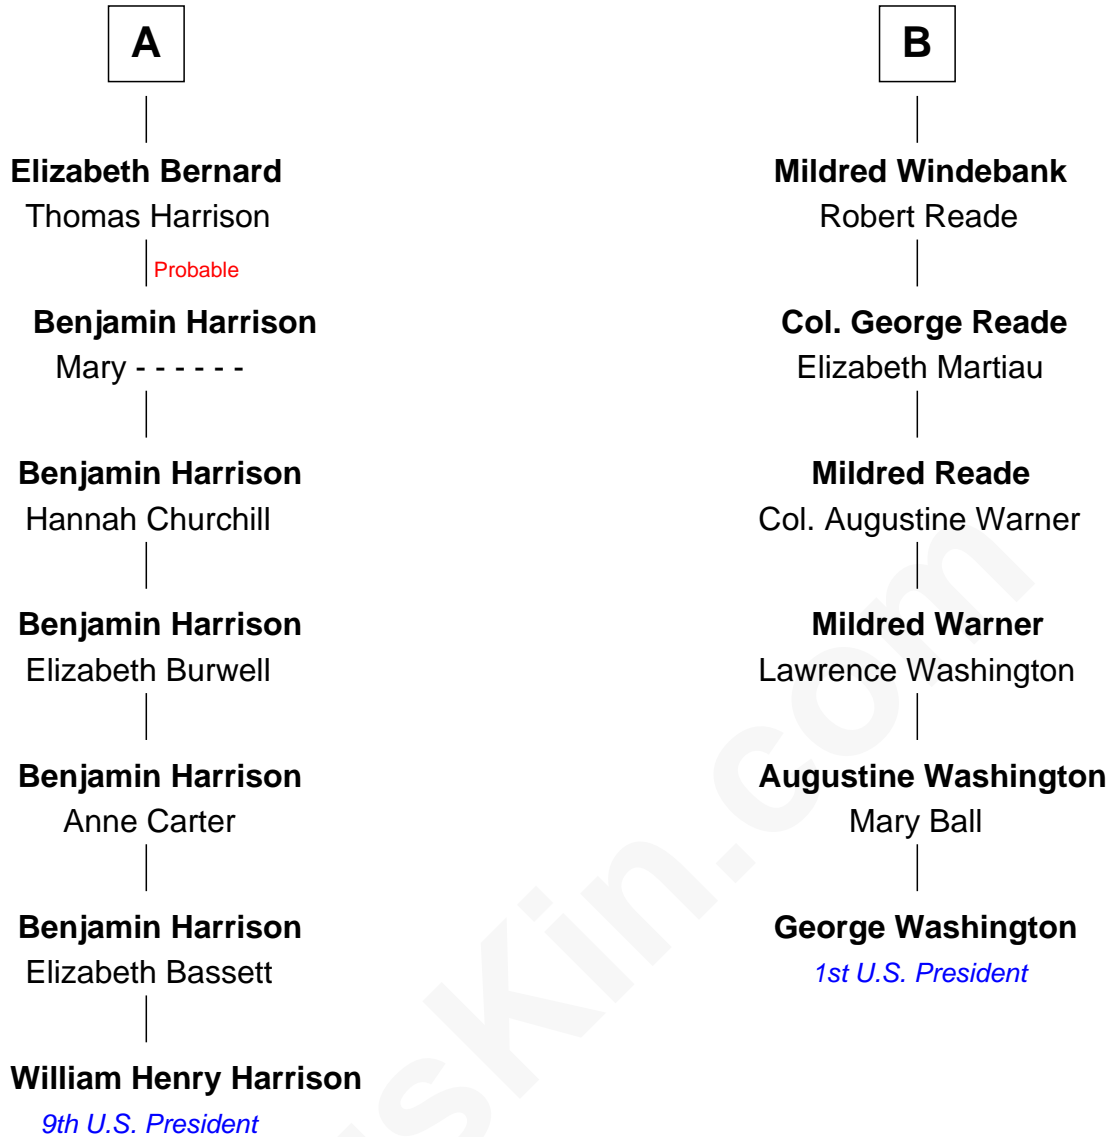 A
Elizabeth Bernard
Thomas Harrison
Probable
Benjamin Harrison
Mary - - - - - -
Benjamin Harrison
Hannah Churchill
Benjamin Harrison
Elizabeth Burwell
Benjamin Harrison
Anne Carter
Benjamin Harrison
Elizabeth Bassett
William Henry Harrison
9th U.S. President
B
Mildred Windebank
Robert Reade
Col. George Reade
Elizabeth Martiau
Mildred Reade
Col. Augustine Warner
Mildred Warner
Lawrence Washington
Augustine Washington
Mary Ball
George Washington
1st U.S. President